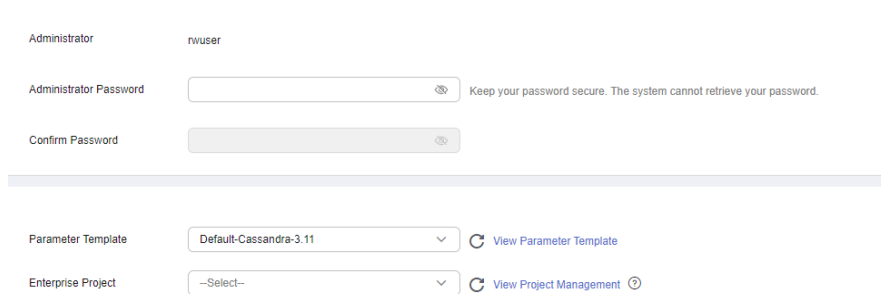 Administrator rwuser
Administrator Password Keep your password secure. The system cannot retrieve your password.
Confirm Password
Parameter Template Default-Cassandra-3.11 View Parameter Template
Enterprise Project --Select-- View Project Management ?